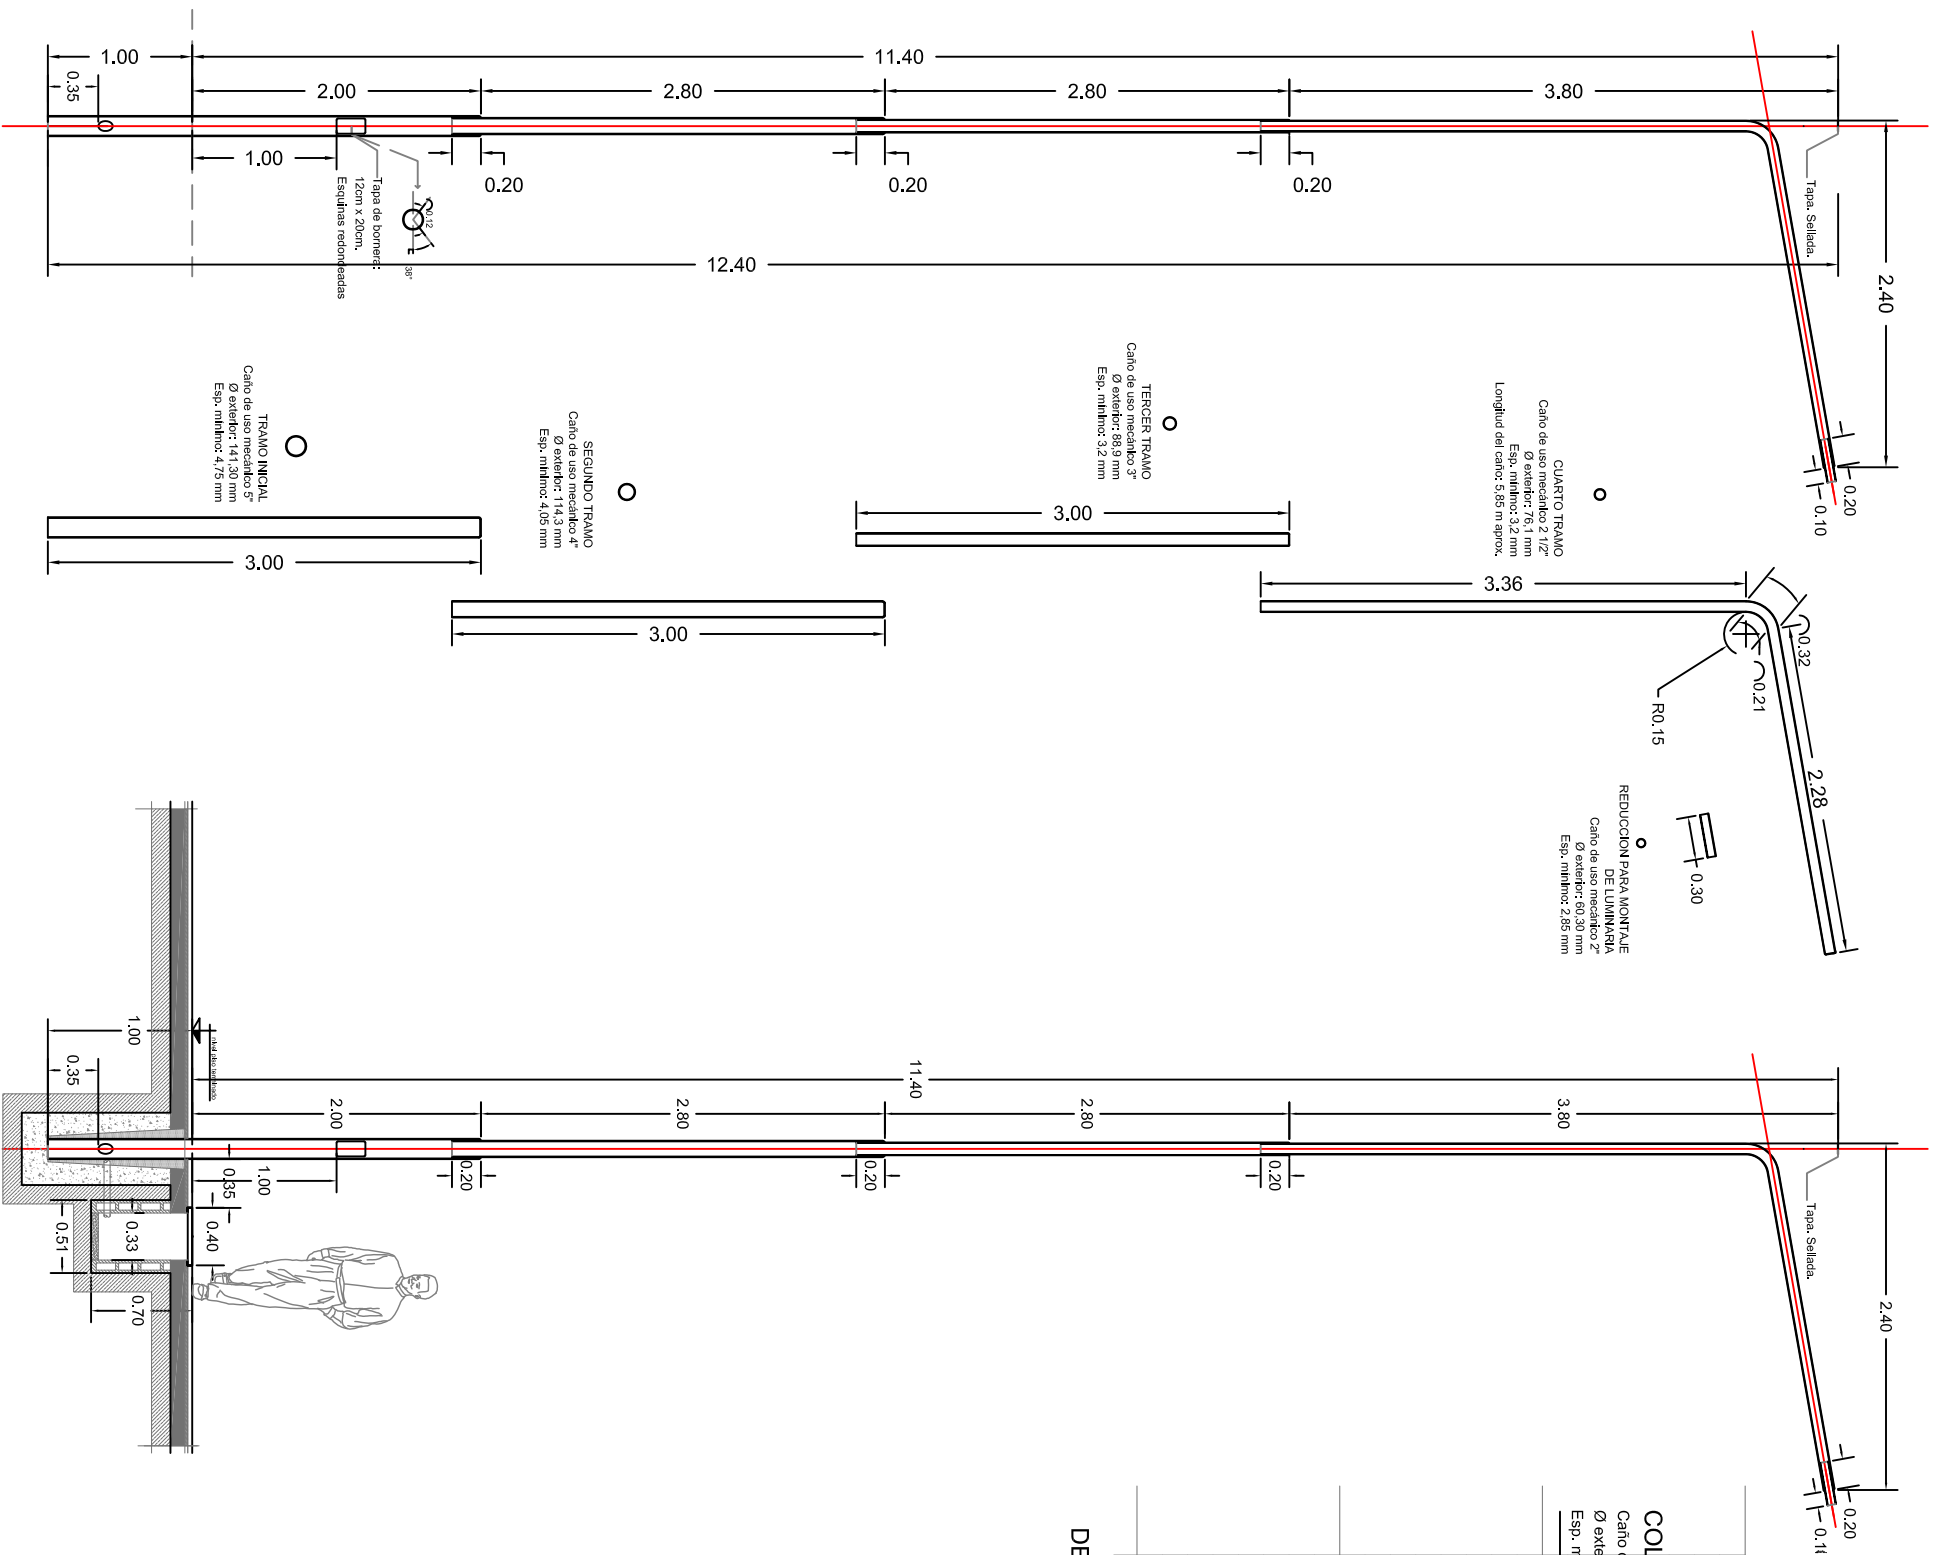 1.00
11.40
0.35
2.00
2.80
2.80
3.80
1.00
0.20
0.20
0.20
Tapa de bornera:
12cm x 20cm.
Esquinas redondeadas
0.12
38°
12.40
Tapa. Sellada.
2.40
0.20
0.10
TRAMO INICIAL
Caño de uso mecánico 5"
Ø exterior: 141,30 mm
Esp. mínimo: 4,75 mm
3.00
SEGUNDO TRAMO
Caño de uso mecánico 4"
Ø exterior: 114,3 mm
Esp. mínimo: 4,05 mm
3.00
TERCER TRAMO
Caño de uso mecánico 3"
Ø exterior: 88,9 mm
Esp. mínimo: 3,2 mm
3.00
CUARTO TRAMO
Caño de uso mecánico 2 1/2"
Ø exterior: 76,1 mm
Esp. mínimo: 3,2 mm
Longitud del caño: 5,85 m aprox.
3.36
0.32
0.21
R0.15
2.28
REDUCCION PARA MONTAJE
DE LUMINARIA
Caño de uso mecánico 2"
Ø exterior: 60,30 mm
Esp. mínimo: 2,85 mm
0.30
nivel piso terminado
1.00
0.35
11.40
2.00
2.80
2.80
3.80
0.35
1.00
0.20
0.20
0.20
0.40
0.33
0.51
0.70
Tapa. Sellada.
2.40
0.20
COL
Caño
Ø exte
Esp. m
DE